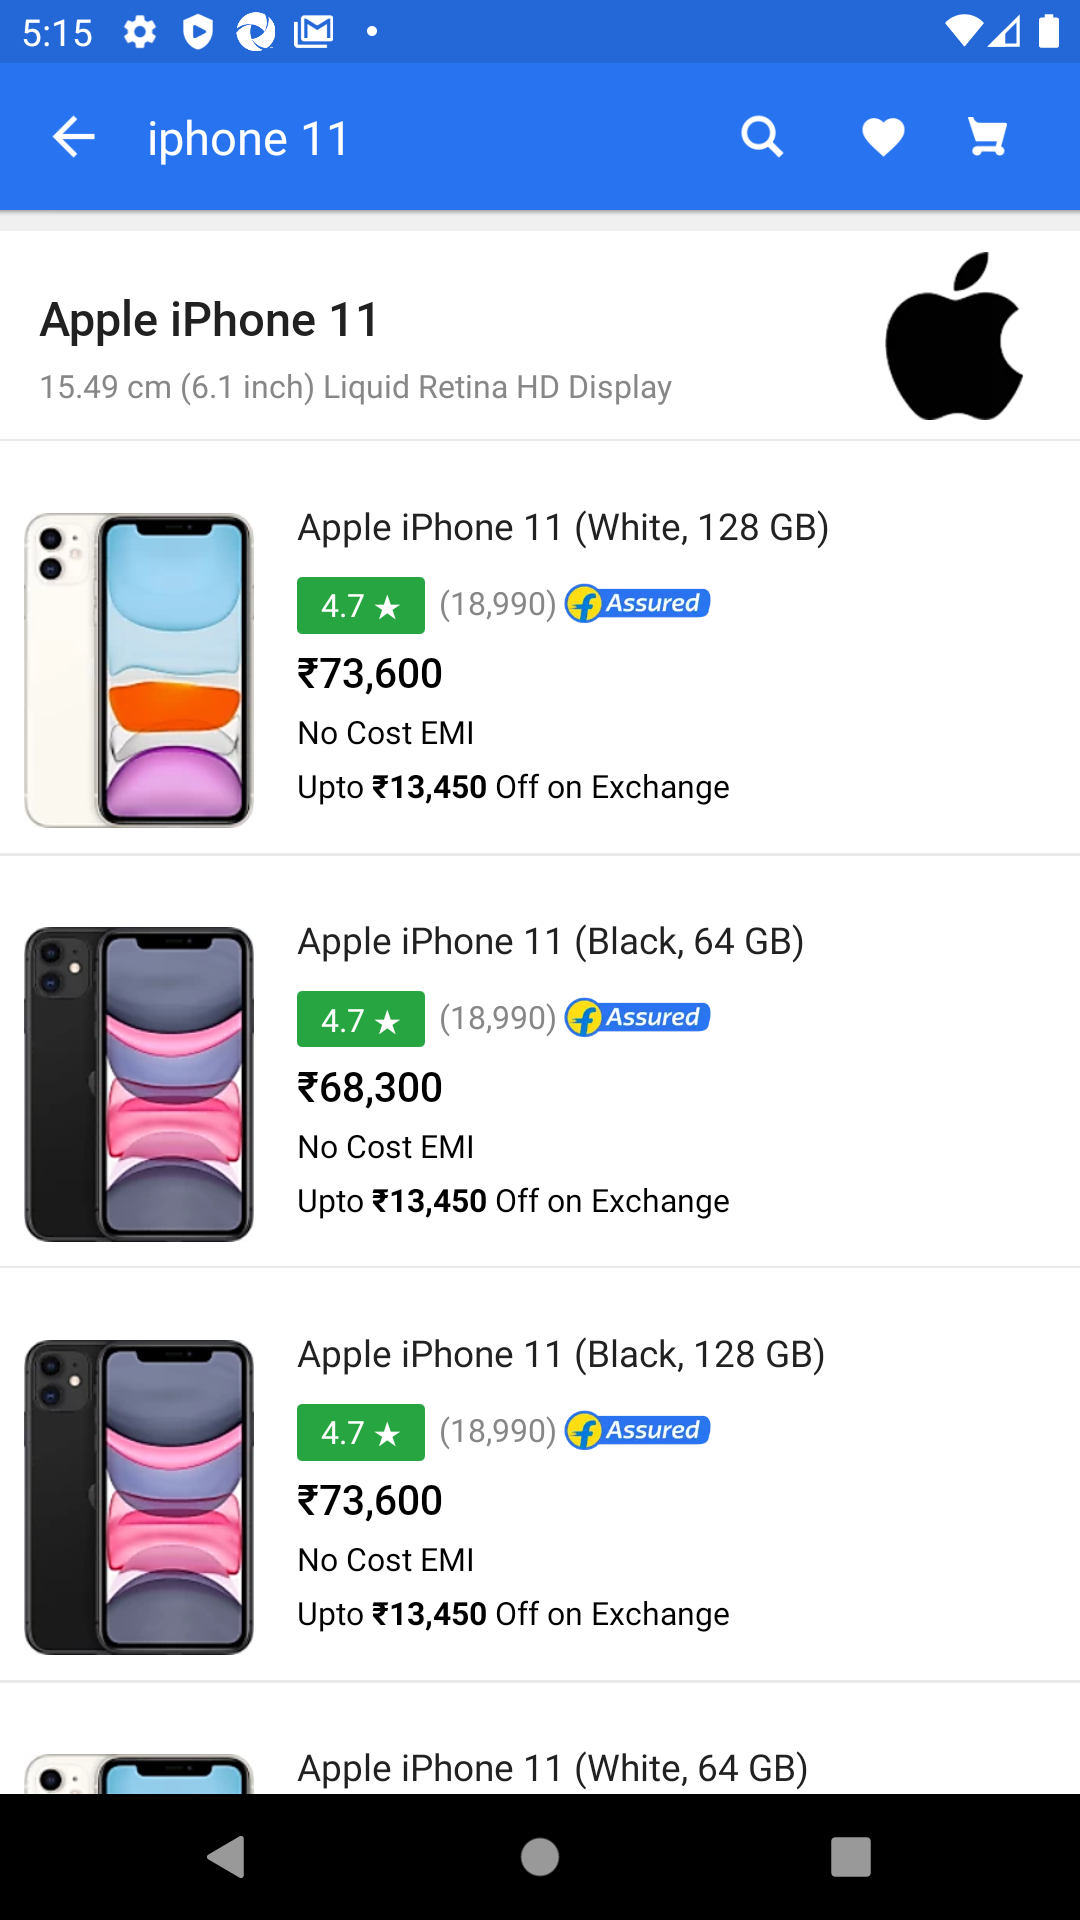 5:15
iphone 11
Apple iPhone 11
15.49 cm (6.1 inch) Liquid Retina HD Display
Apple iPhone 11 (White, 128 GB)
4.7 ★ (18,990) f Assured
₹73,600
No Cost EMI
Upto ₹13,450 Off on Exchange
Apple iPhone 11 (Black, 64 GB)
4.7 ★ (18,990) f Assured
₹68,300
No Cost EMI
Upto ₹13,450 Off on Exchange
Apple iPhone 11 (Black, 128 GB)
4.7 ★ (18,990) f Assured
₹73,600
No Cost EMI
Upto ₹13,450 Off on Exchange
Apple iPhone 11 (White, 64 GB)